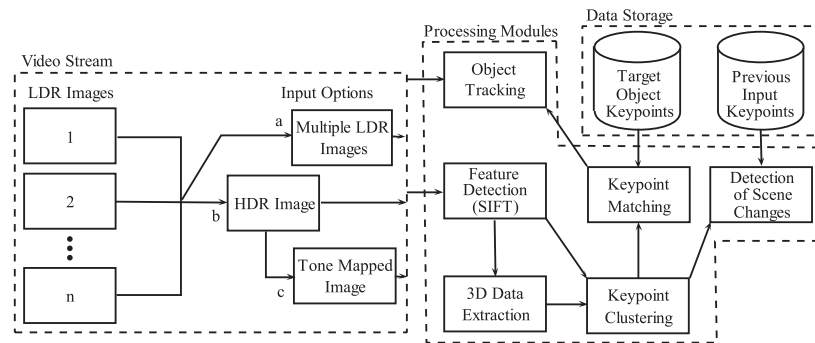 Data Storage
Processing Modules
Video Stream
LDR Images
Input Options
1
2
n
a
b
c
Multiple LDR
Images
HDR Image
Tone Mapped
Image
Object
Tracking
Target
Object
Keypoints
Previous
Input
Keypoints
Feature
Detection
(SIFT)
Keypoint
Matching
Detection
of Scene
Changes
3D Data
Extraction
Keypoint
Clustering